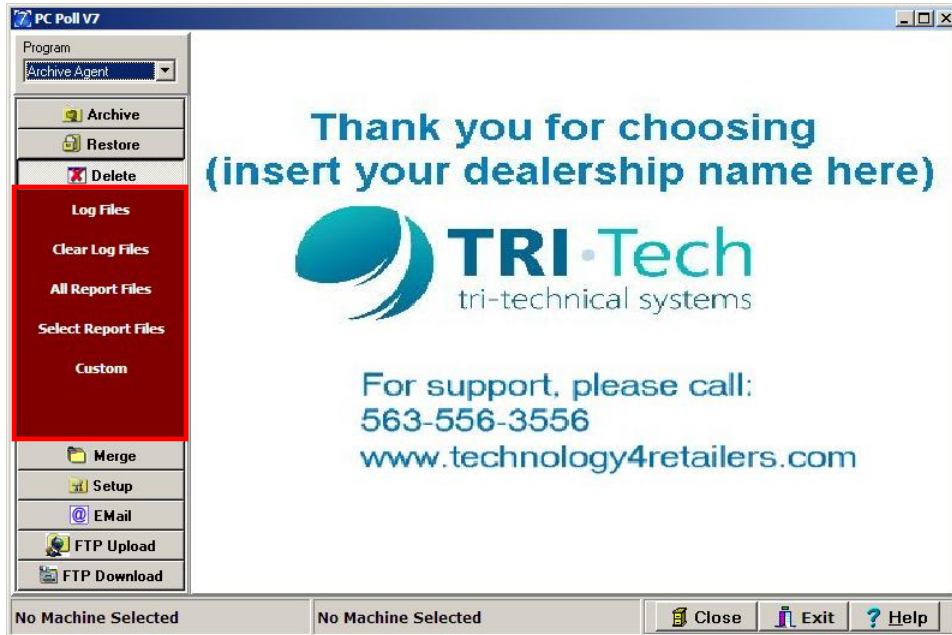 PC Poll V7
Program
Archive Agent
Archive
Restore
Delete
Log Files
Clear Log Files
All Report Files
Select Report Files
Custom
Merge
Setup
EMail
FTP Upload
FTP Download
Thank you for choosing
(insert your dealership name here)
TRI·Tech
tri-technical systems
For support, please call:
563-556-3556
www.technology4retailers.com
No Machine Selected
No Machine Selected
Close
Exit
? Help